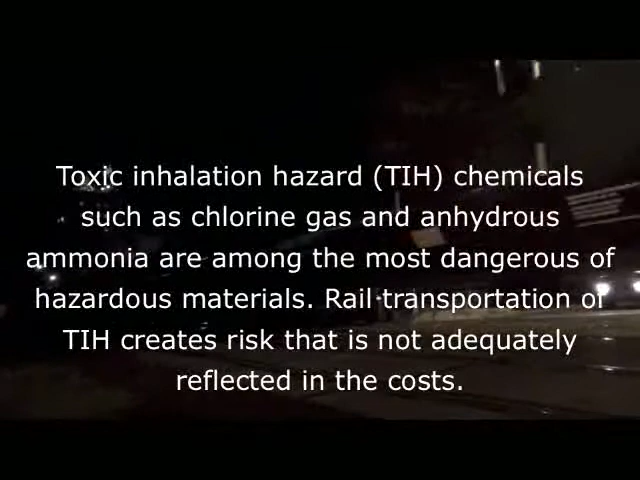 Toxic inhalation hazard (TIH) chemicals
such as chlorine gas and anhydrous
ammonia are among the most dangerous of
hazardous materials. Rail transportation of
TIH creates risk that is not adequately
reflected in the costs.